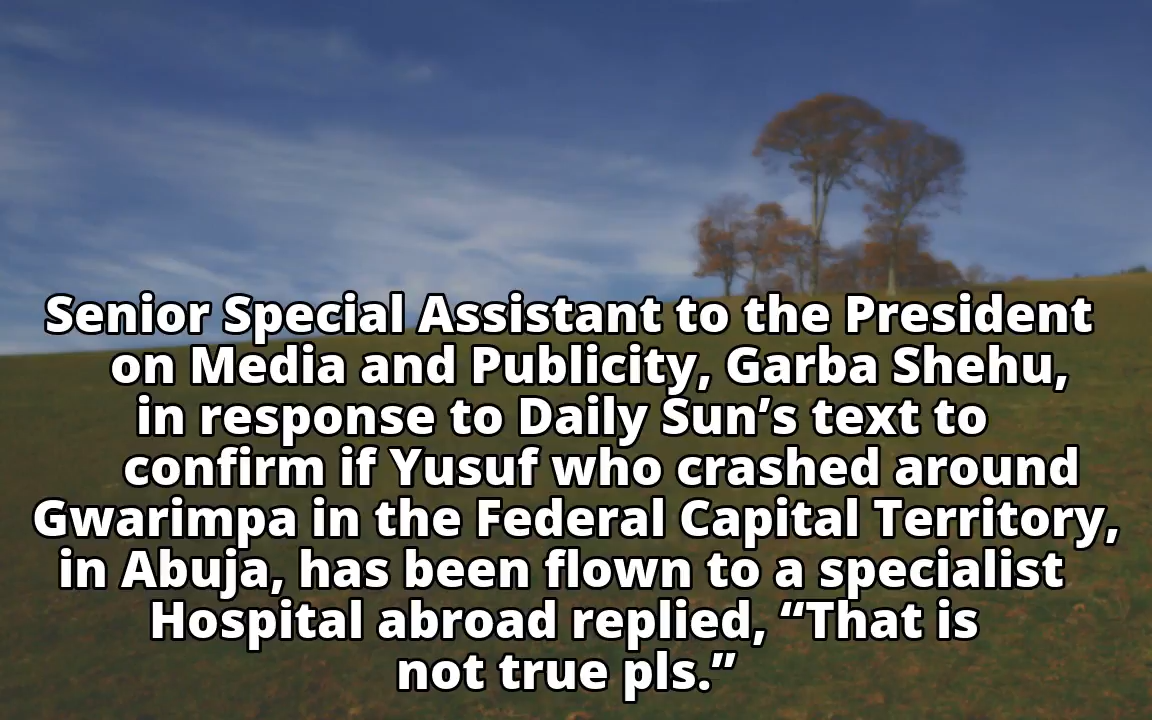 Senior Special Assistant to the President
on Media and Publicity, Garba Shehu,
in response to Daily Sun’s text to
confirm if Yusuf who crashed around
Gwarimpa in the Federal Capital Territory,
in Abuja, has been flown to a specialist
Hospital abroad replied, “That is
not true pls.”